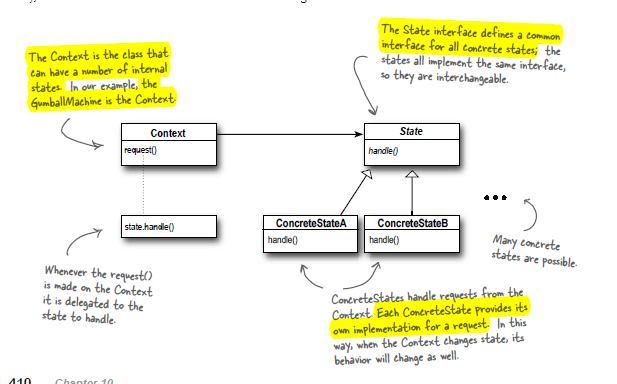 The Context is the class that
can have a number of internal
states. In our example, the
GumballMachine is the Context.
The State interface defines a common
interface for all concrete states; the
states all implement the same interface,
so they are interchangeable.
Context
request()
State
handle()
state.handle()
ConcreteStateA
handle()
ConcreteStateB
handle()
Many concrete
states are possible.
Whenever the request()
is made on the Context
it is delegated to the
state to handle.
ConcreteStates handle requests from the
Context. Each ConcreteState provides its
own implementation for a request. In this
way, when the Context changes state, its
behavior will change as well.
410 Chapter 10